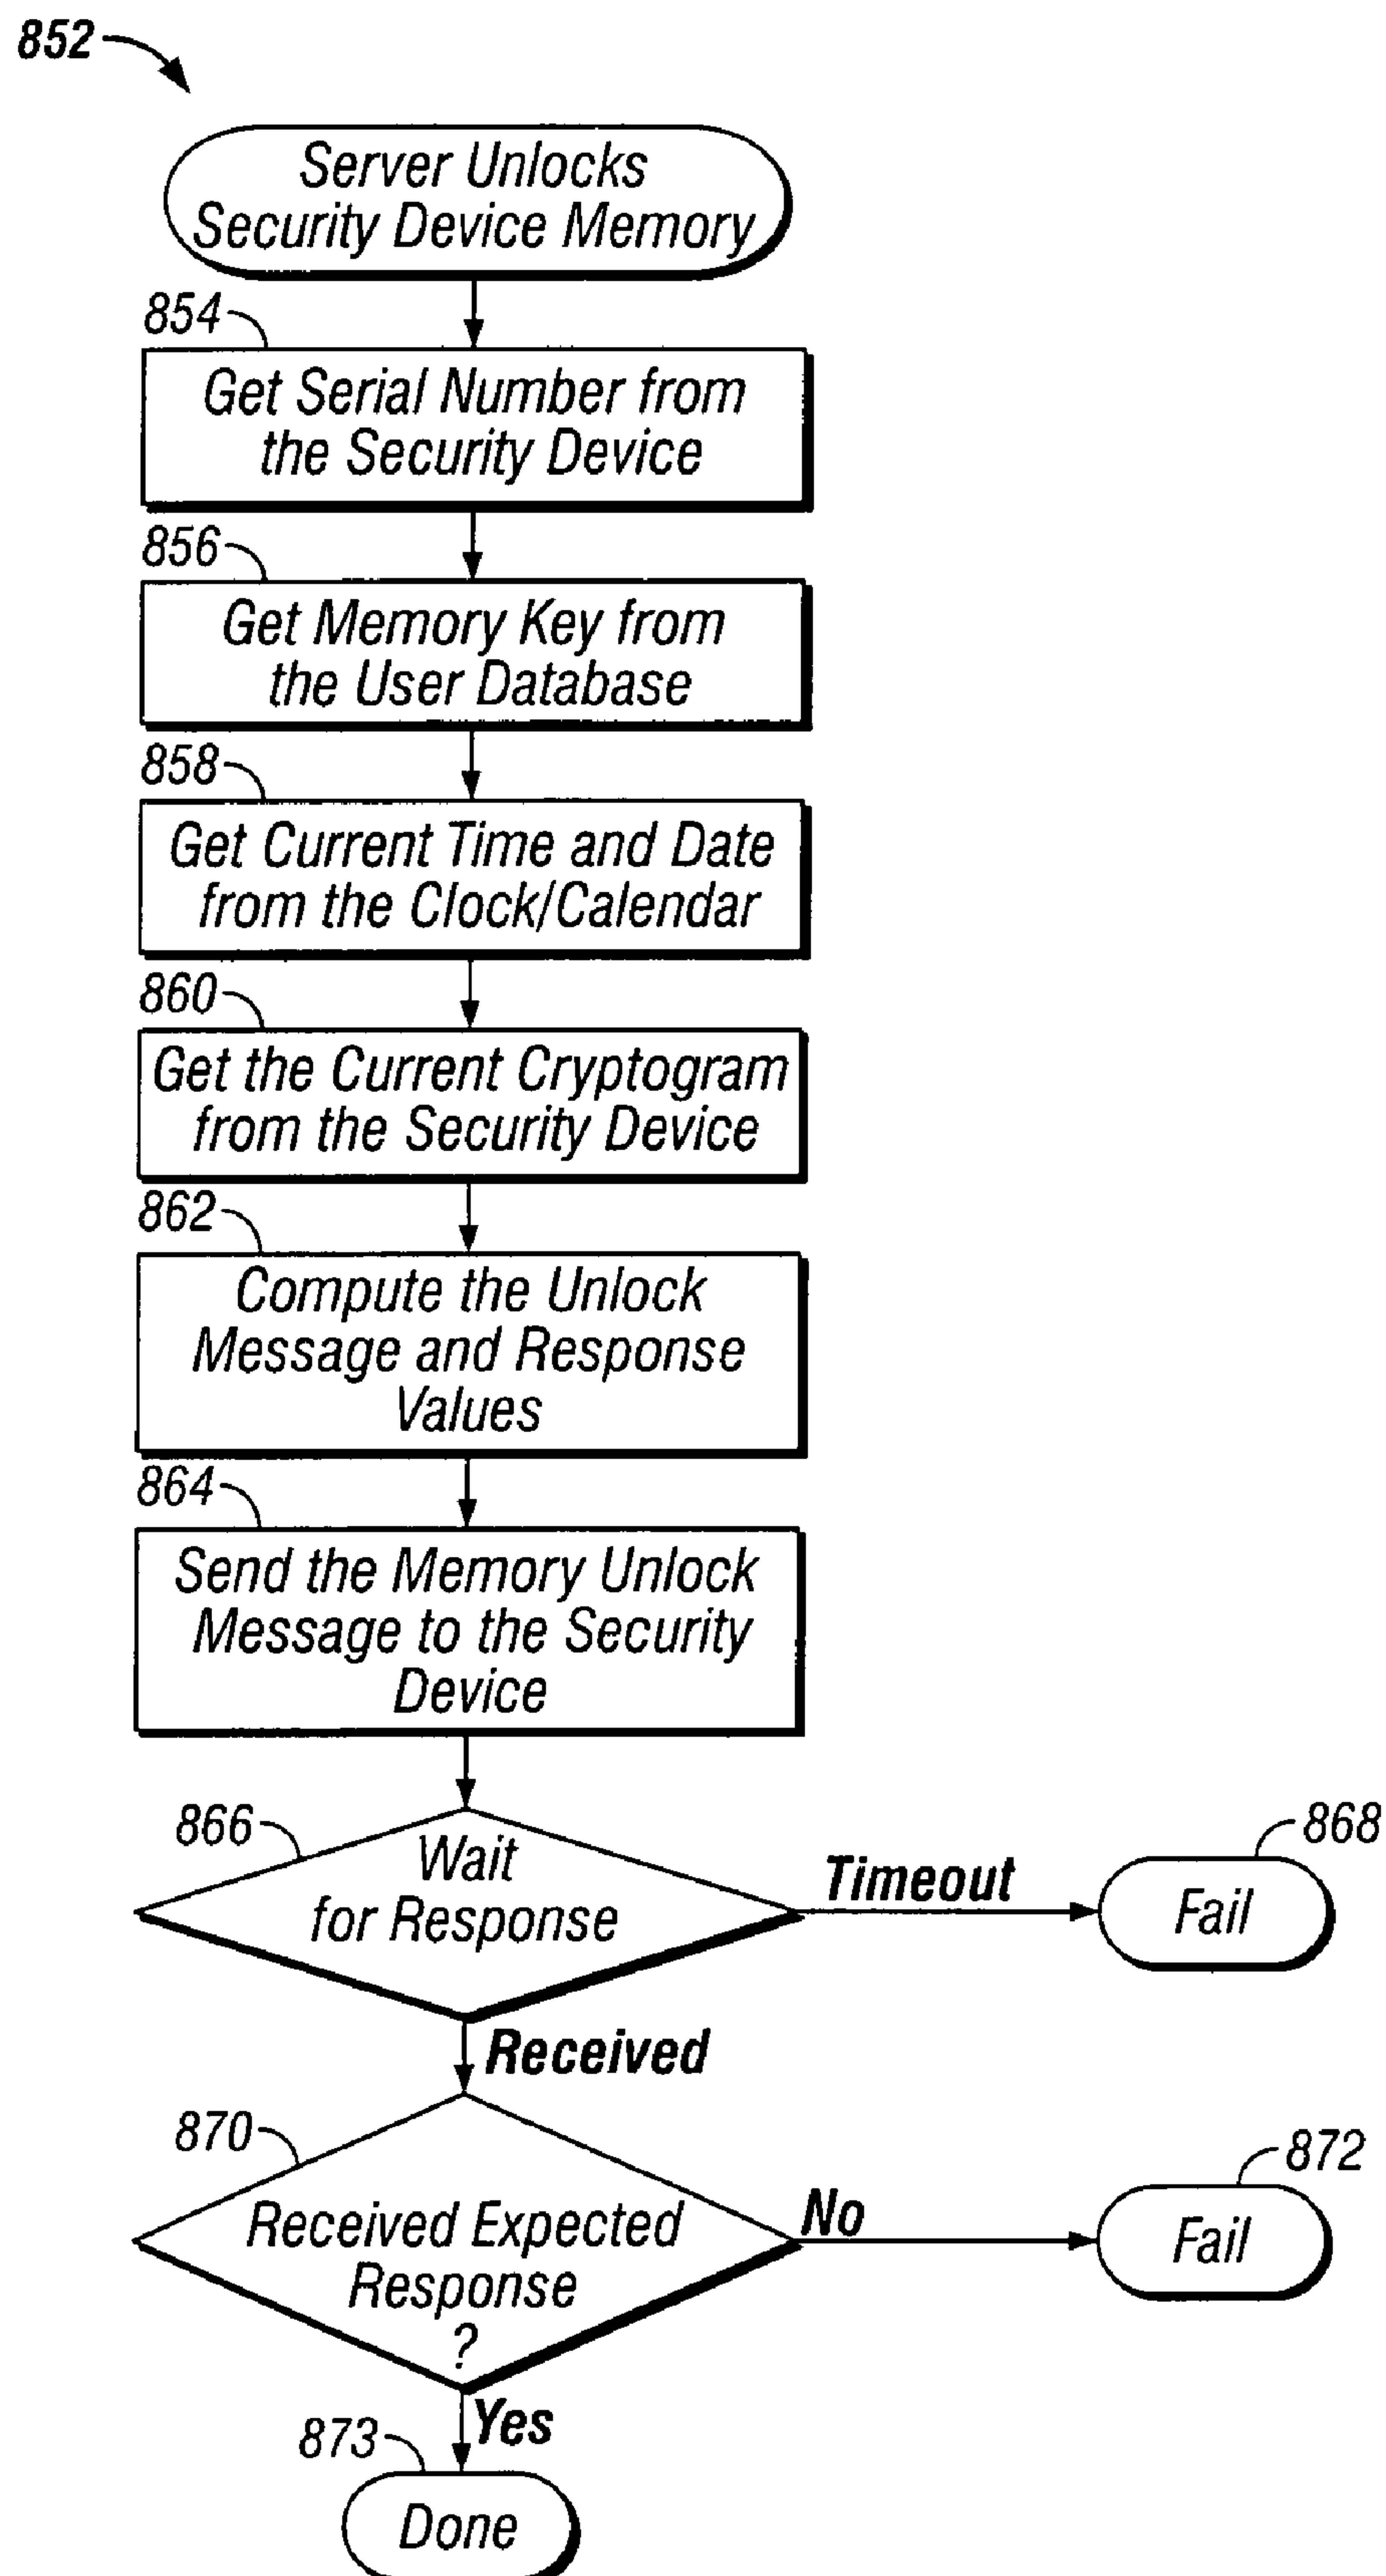 852
Server Unlocks
Security Device Memory
854
Get Serial Number from
the Security Device
856
Get Memory Key from
the User Database
858
Get Current Time and Date
from the Clock/Calendar
860
Get the Current Cryptogram
from the Security Device
862
Compute the Unlock
Message and Response
Values
864
Send the Memory Unlock
Message to the Security
Device
866
Wait
for Response
Timeout
868
Fail
Received
870
Received Expected
Response
?
No
872
Fail
Yes
873
Done